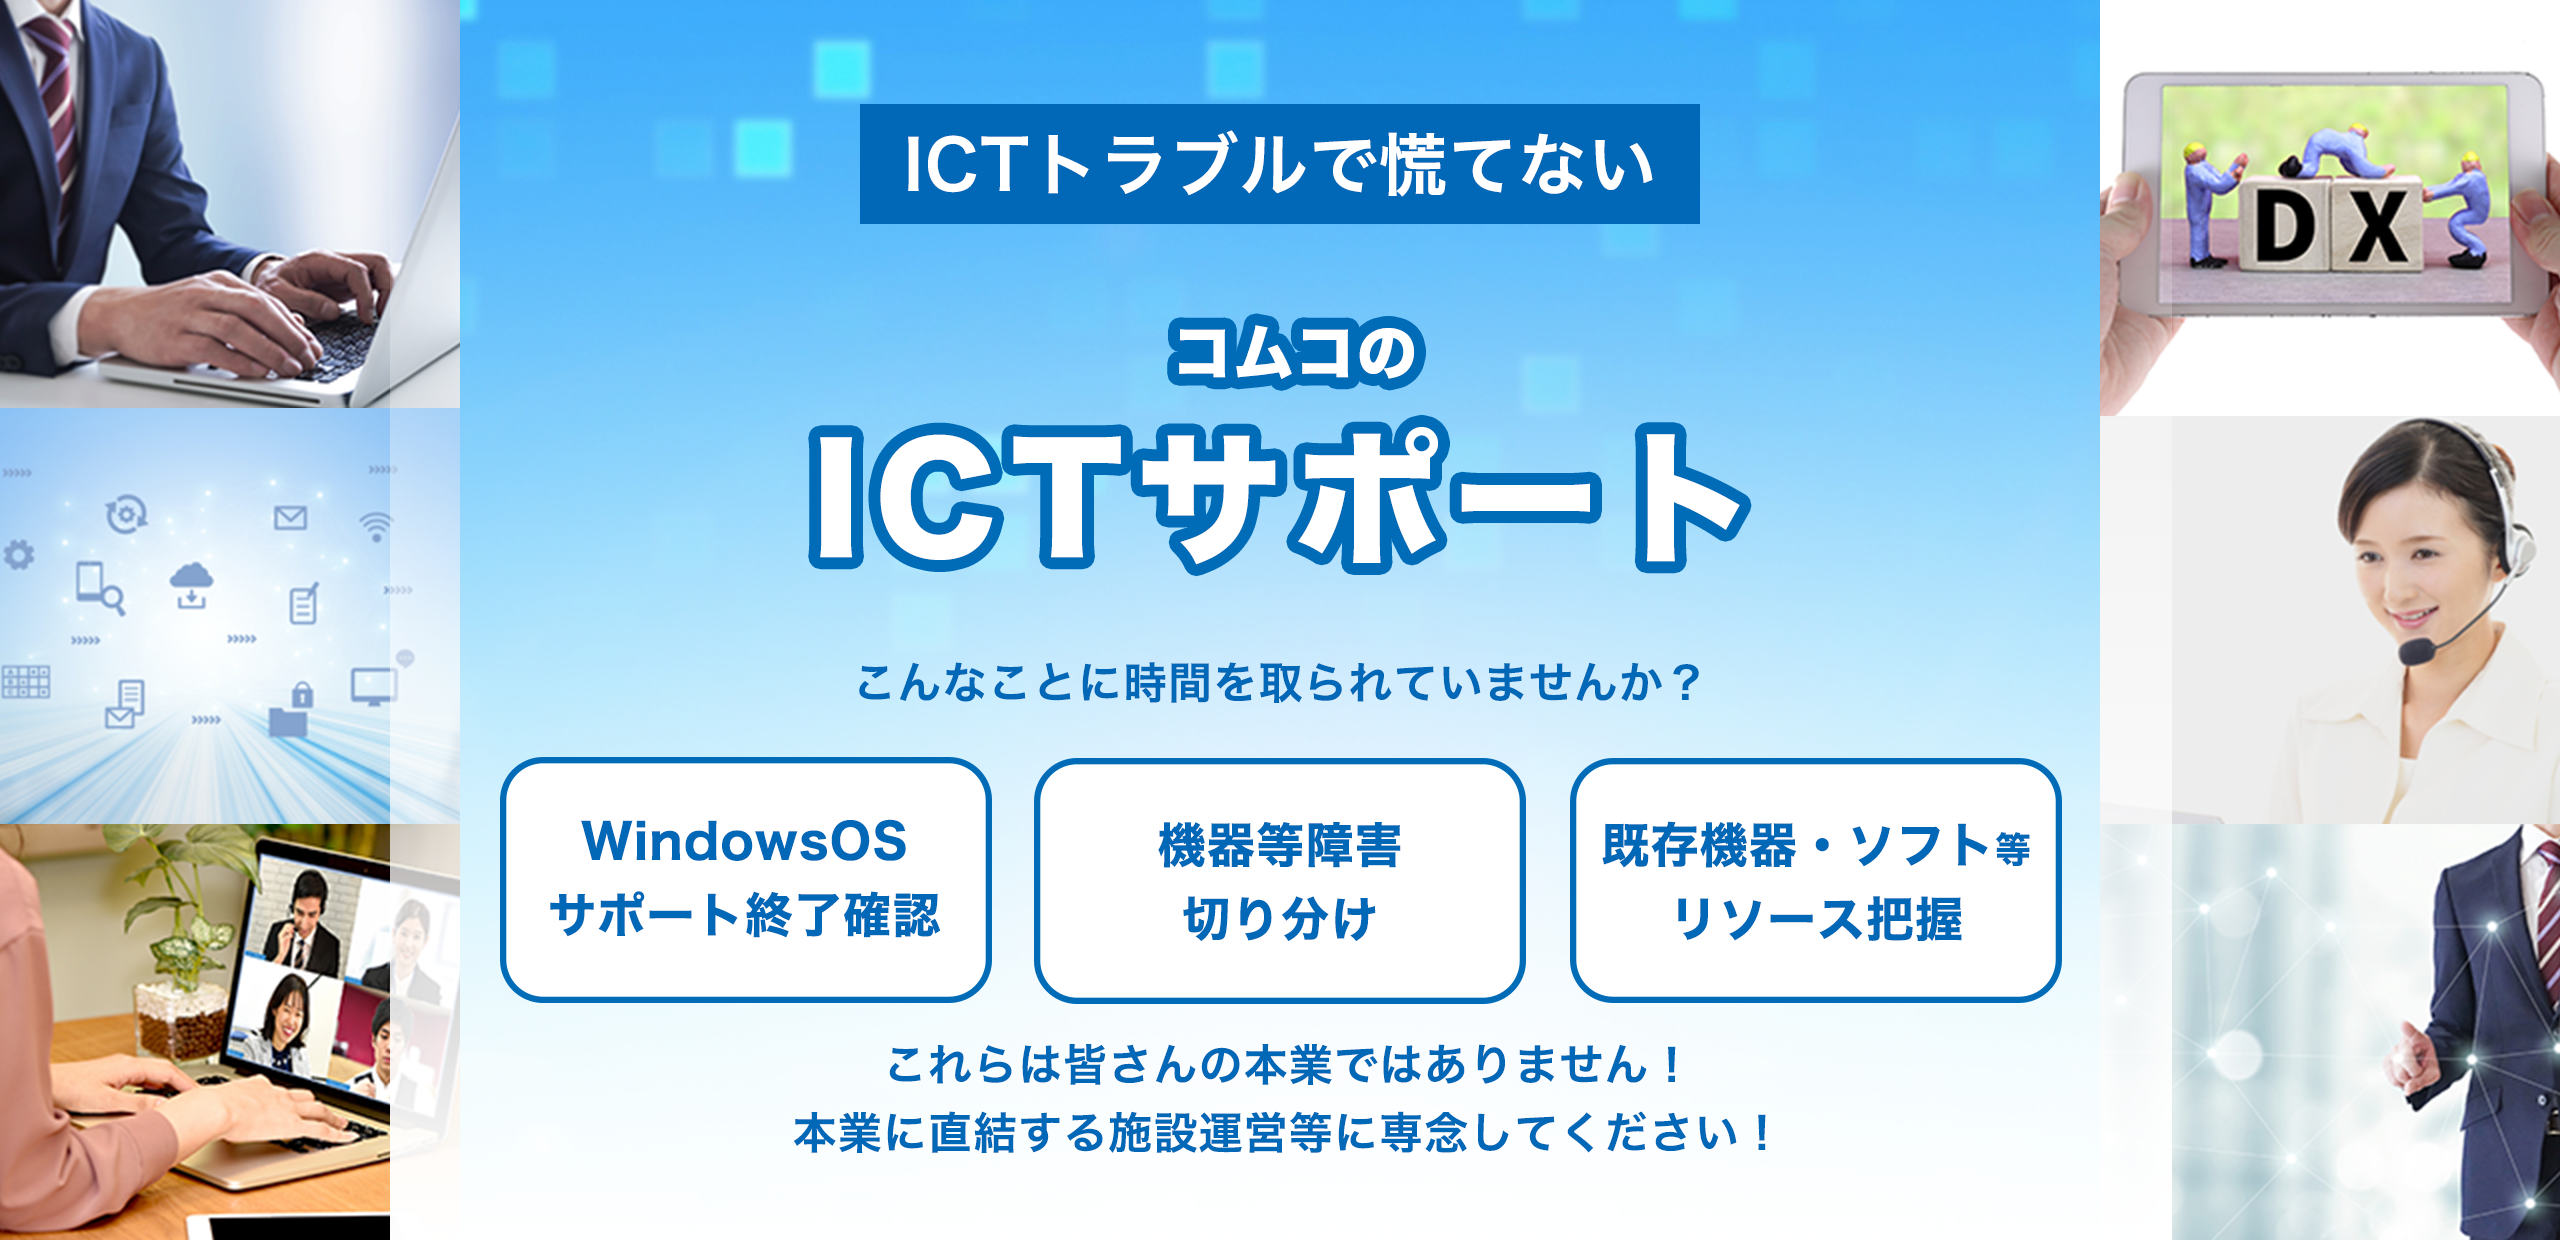 ICTトラブルで慌てない
コムコの
ICTサポート
こんなことに時間を取られていませんか？
WindowsOS
サポート終了確認
機器等障害
切り分け
既存機器・ソフト等
リソース把握
これらは皆さんの本業ではありません！
本業に直結する施設運営等に専念してください！
DX